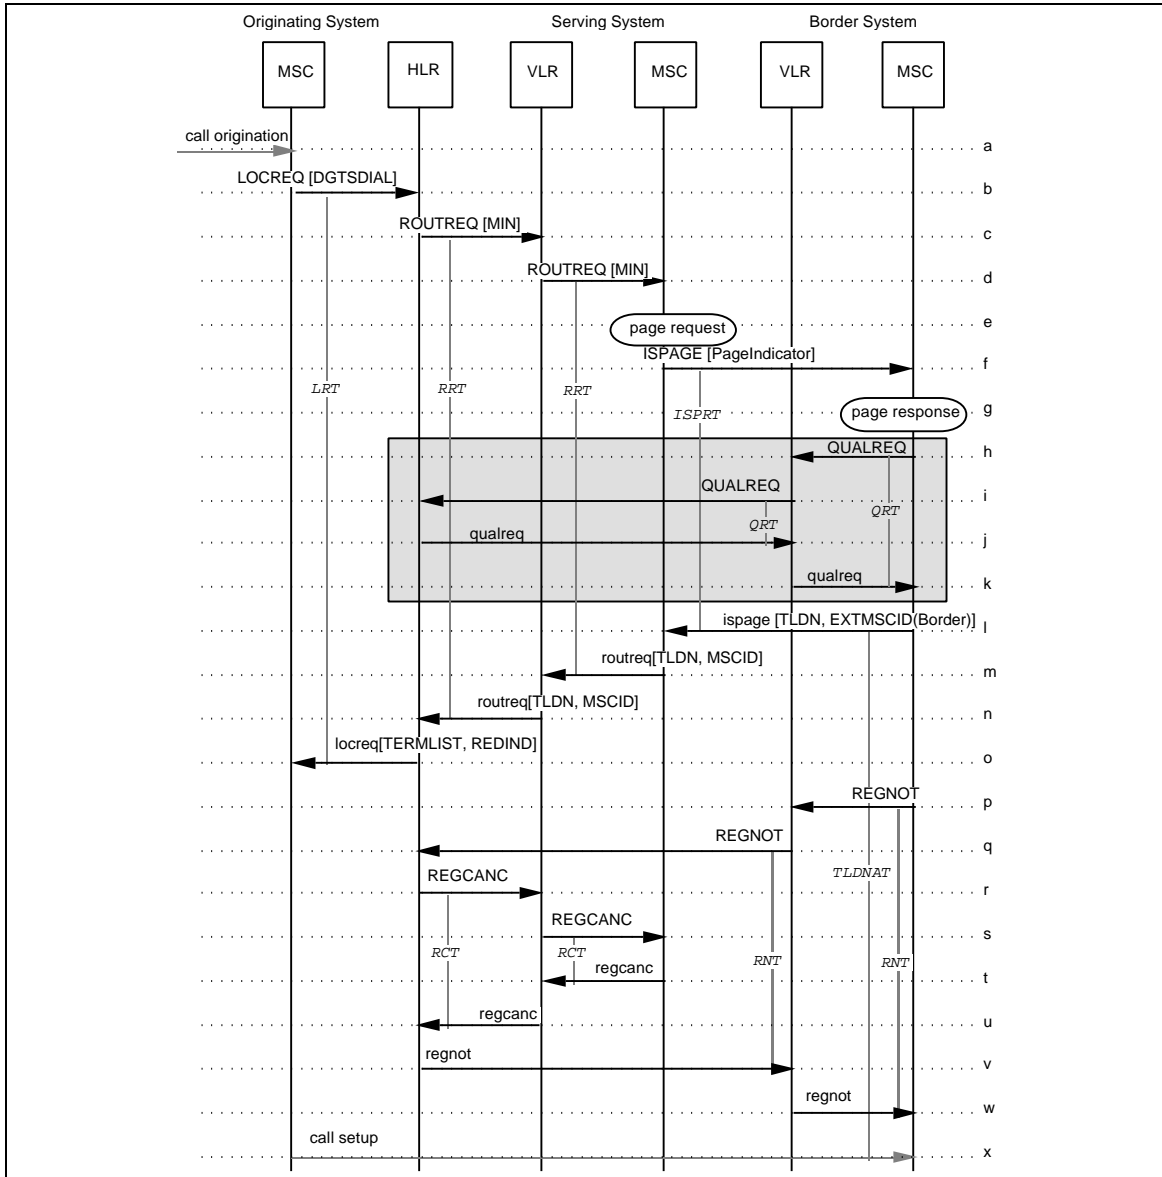 Originating System Serving System Border System
MSC HLR VLR MSC VLR MSC
call origination a
LOCREQ [DGTSDIAL] b
ROUTREQ [MIN] c
ROUTREQ [MIN] d
page request e
ISPAGE [PageIndicator] f
LRT RRT RRT ISPRT
page response g
QUALREQ h
QUALREQ i
QRT QRT
qualreq j
qualreq k
ispage [TLDN, EXTMSCID(Border)] l
routreq[TLDN, MSCID] m
routreq[TLDN, MSCID] n
locreq[TERMLIST, REDIND] o
REGNOT p
REGNOT q
TLDNAT
REGCANC r
REGCANC s
RCT RCT RNT RNT
regcanc t
regcanc u
regnot v
regnot w
call setup x